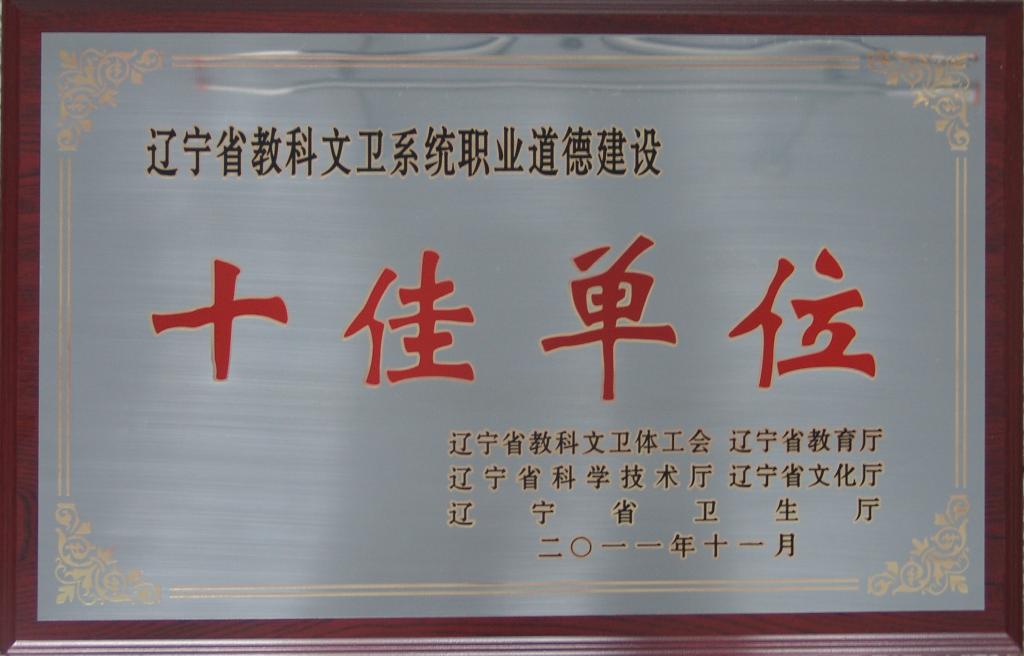 辽宁省教科文卫系统职业道德建设
十佳单位
辽宁省教科文卫体工会 辽宁省教育厅
辽宁省科学技术厅 辽宁省文化厅
辽宁省卫生厅
二〇一一年十一月